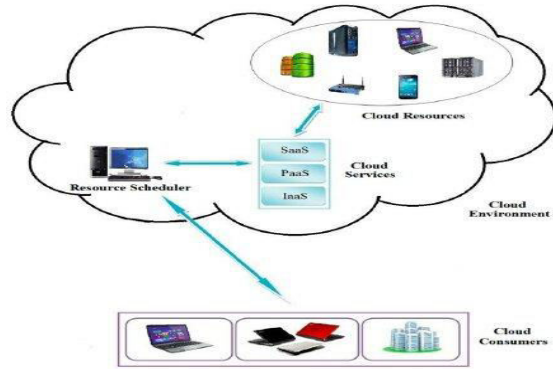 Cloud Resources
SaaS
PaaS
IaaS
Cloud
Services
Resource Scheduler
Cloud
Environment
Cloud
Consumers